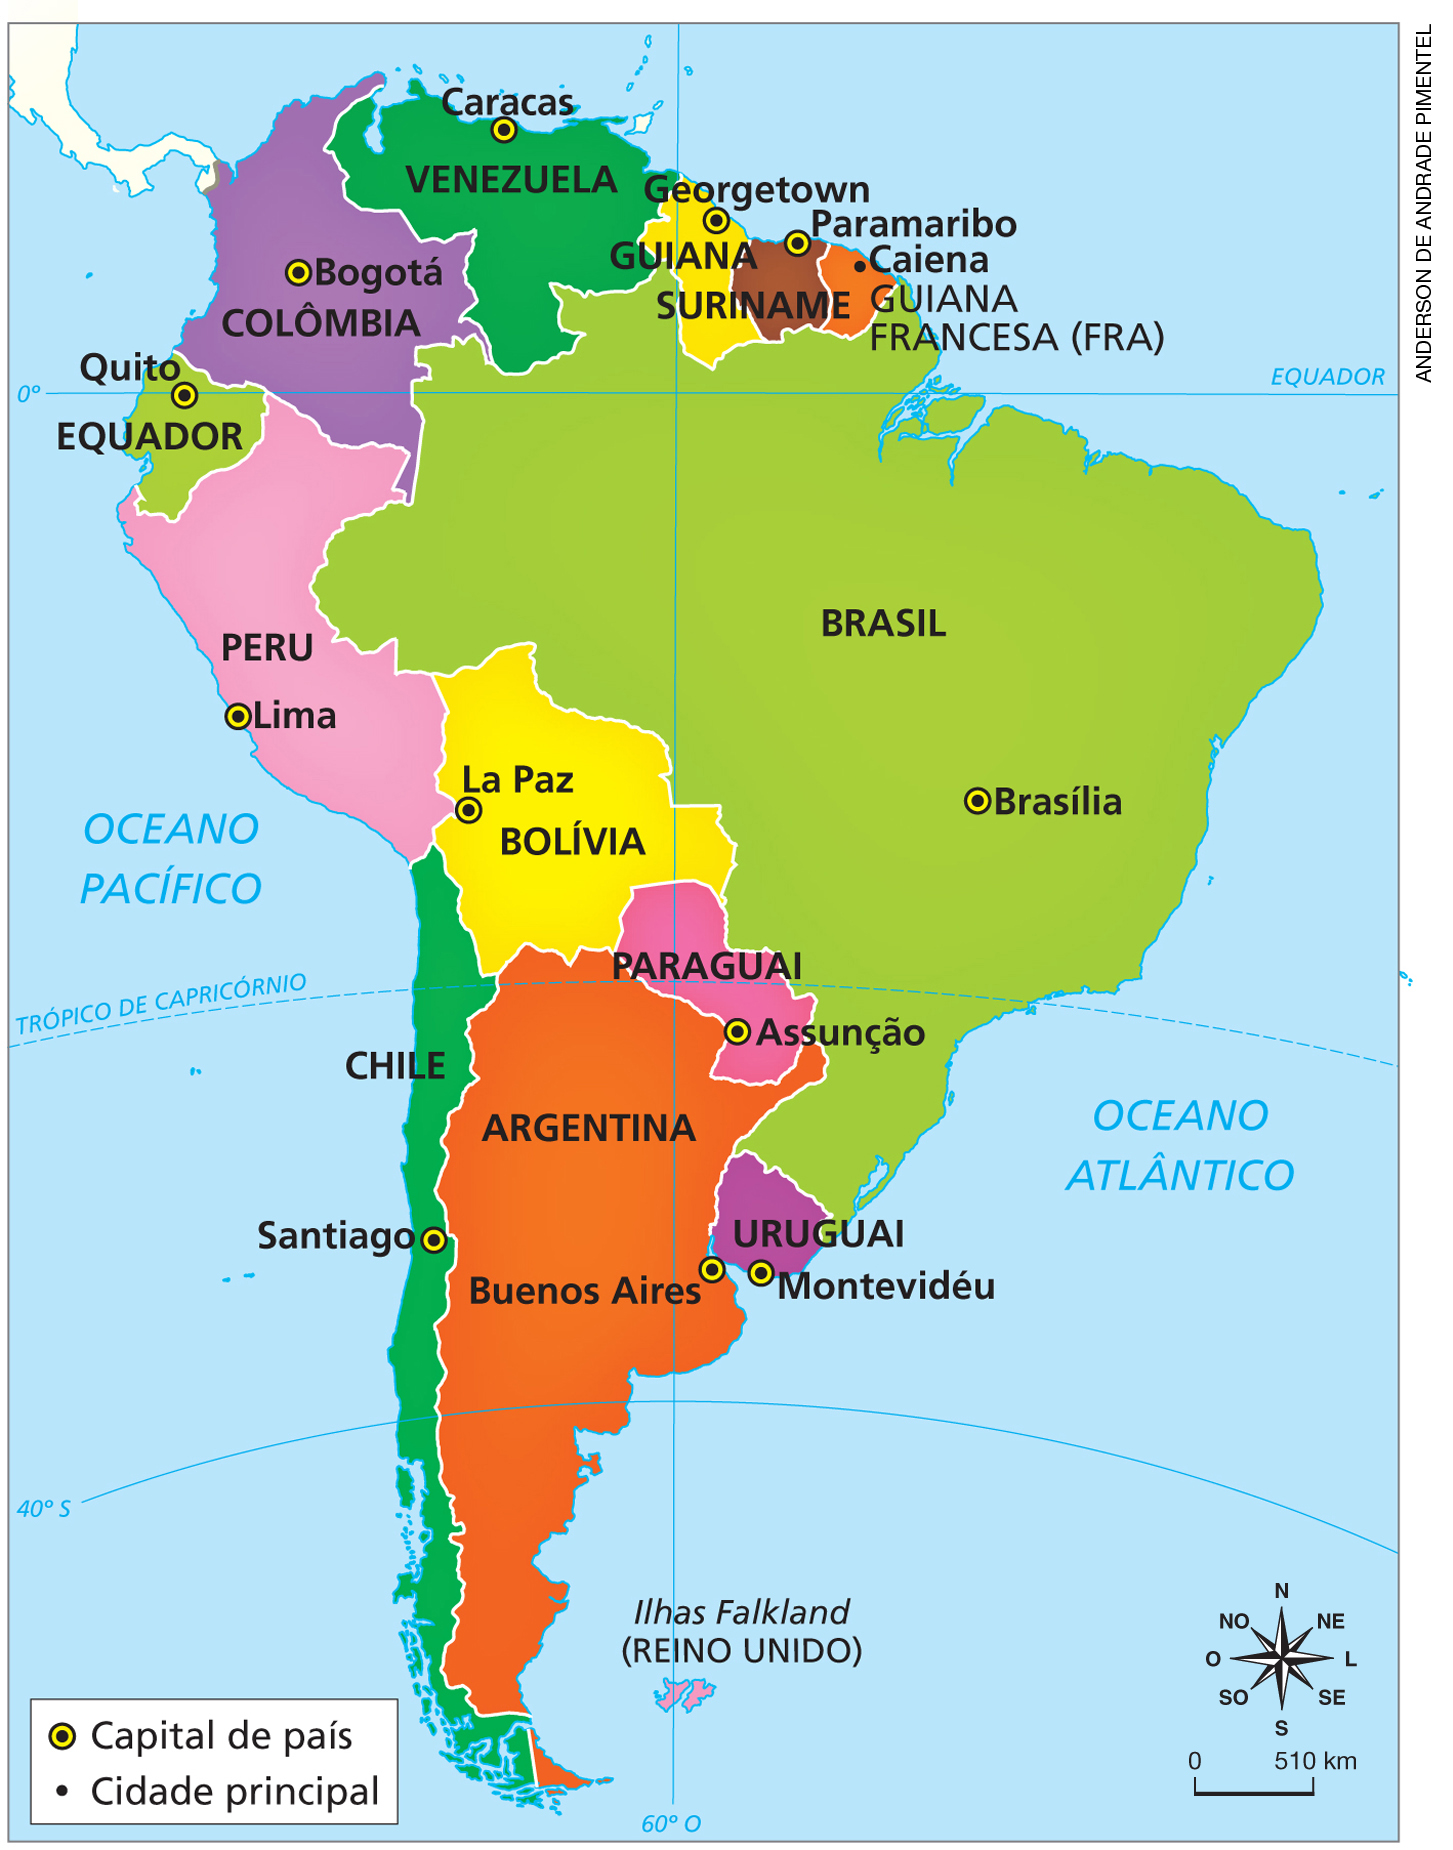 ANDERSON DE ANDRADE PIMENTEL
Caracas
VENEZUELA
Georgetown
Paramaribo
GUIANA
Caiena
Bogotá
SURINAME
GUIANA
FRANCESA (FRA)
COLÔMBIA
Quito
EQUADOR
0º
EQUADOR
BRASIL
PERU
Lima
La Paz
Brasília
OCEANO
PACÍFICO
BOLÍVIA
PARAGUAI
TRÓPICO DE CAPRICÓRNIO
Assunção
CHILE
ARGENTINA
OCEANO
ATLÂNTICO
Santiago
URUGUAI
Buenos Aires
Montevidéu
40º S
Ilhas Falkland
(REINO UNIDO)
N
NO
NE
O
L
SO
SE
S
Capital de país
Cidade principal
0 510 km
60º O